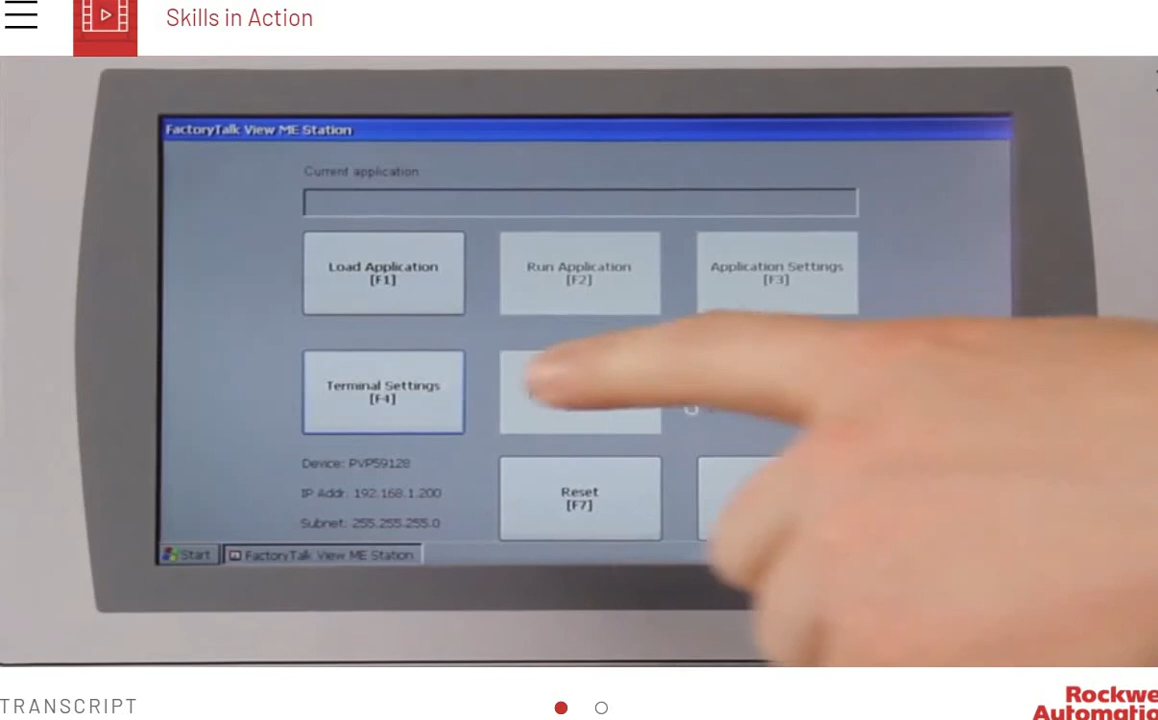 Skills in Action
FactoryTalk View ME Station
Current application
Load Application
[F1]
Run Application
[F2]
Application Settings
[F3]
Terminal Settings
[F4]
Device: PVP59128
IP Addr: 192.168.1.200
Subnet: 255.255.255.0
Reset
[F7]
Start
FactoryTalk View ME Station
TRANSCRIPT
Rockwe
Automatio